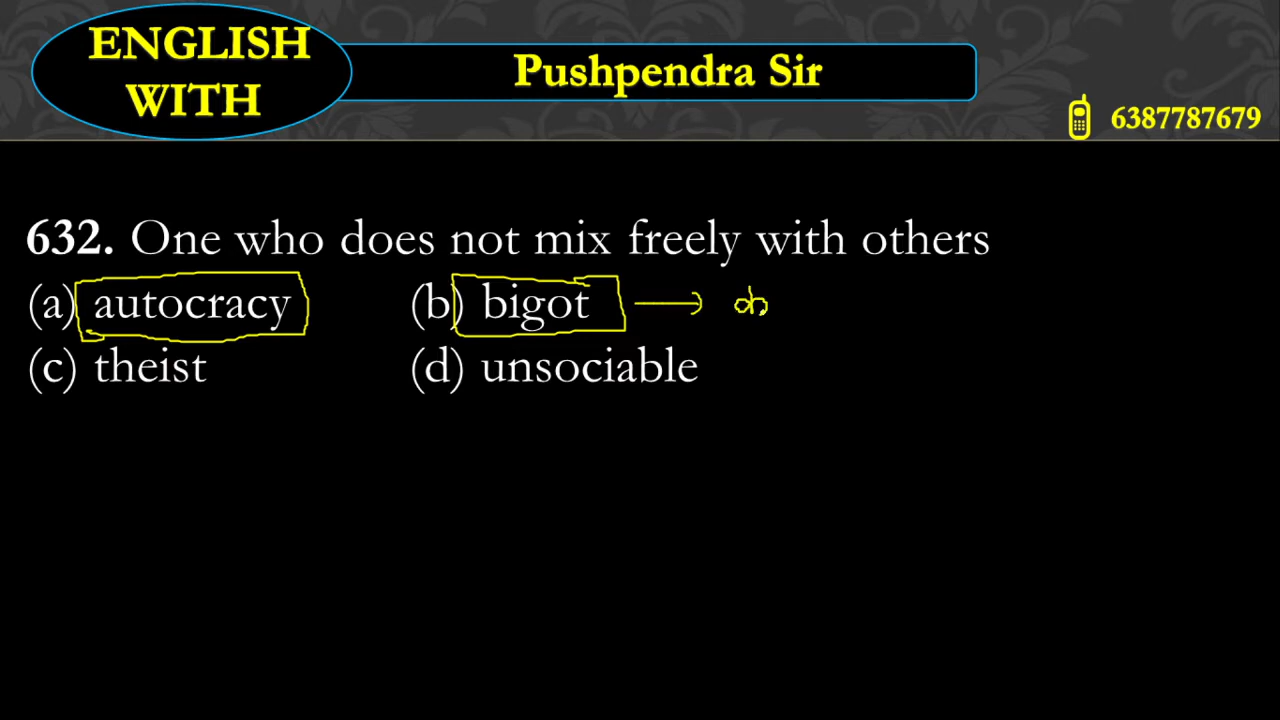 ENGLISH
WITH
Pushpendra Sir
6387787679
632. One who does not mix freely with others
(a) autocracy (b) bigot →
(c) theist (d) unsociable